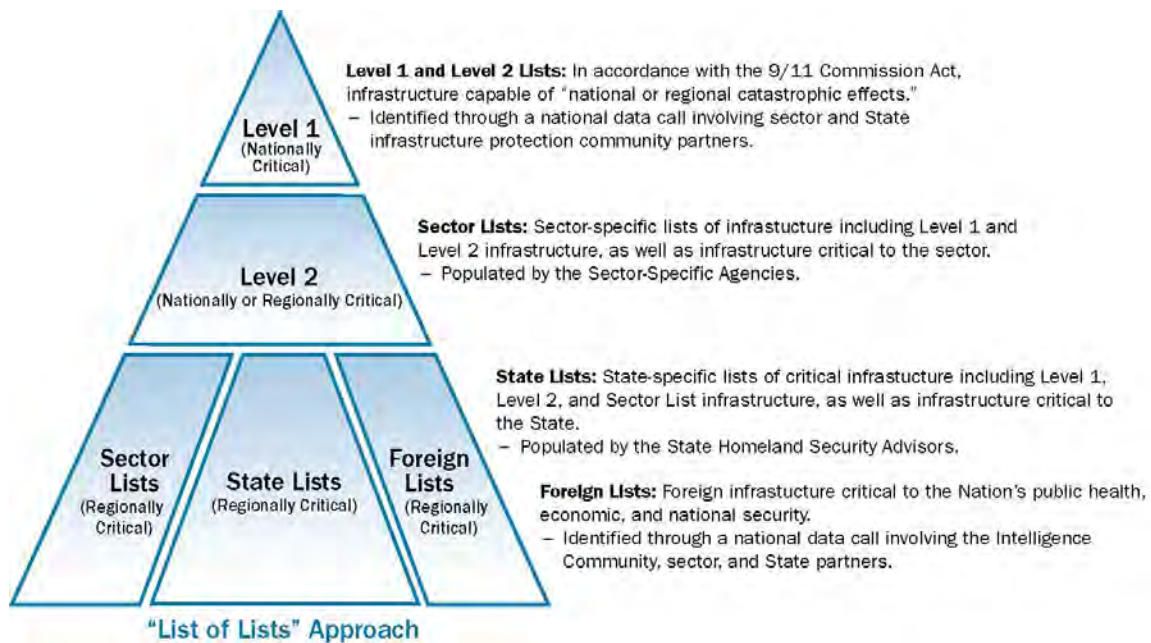 Level 1
(Nationally
Critical)
Level 1 and Level 2 Lists: In accordance with the 9/11 Commission Act,
infrastructure capable of “national or regional catastrophic effects.”
– Identified through a national data call involving sector and State
infrastructure protection community partners.
Level 2
(Nationally or Regionally Critical)
Sector Lists: Sector-specific lists of infrastucture including Level 1 and
Level 2 infrastructure, as well as infrastructure critical to the sector.
– Populated by the Sector-Specific Agencies.
Sector
Lists
(Regionally
Critical)
State Lists
(Regionally Critical)
Foreign
Lists
(Regionally
Critical)
State Lists: State-specific lists of critical infrastucture including Level 1,
Level 2, and Sector List infrastructure, as well as infrastructure critical to
the State.
– Populated by the State Homeland Security Advisors.
Foreign Lists: Foreign infrastucture critical to the Nation’s public health,
economic, and national security.
– Identified through a national data call involving the Intelligence
Community, sector, and State partners.
“List of Lists” Approach